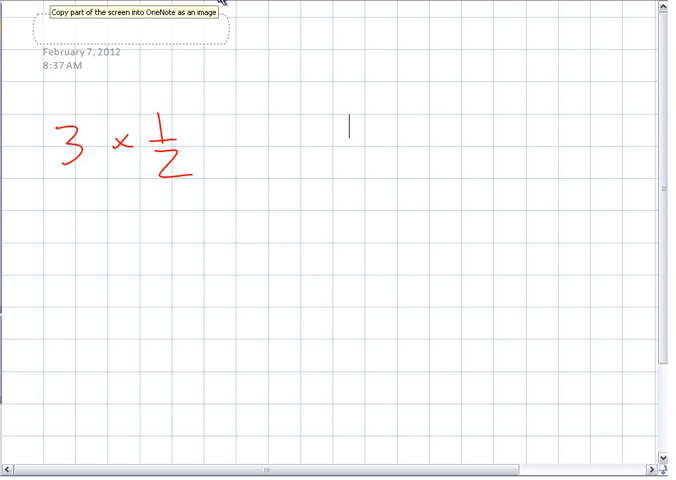 Copy part of the screen into OneNote as an image
February 7, 2012
8:37 AM
3 × 1/2